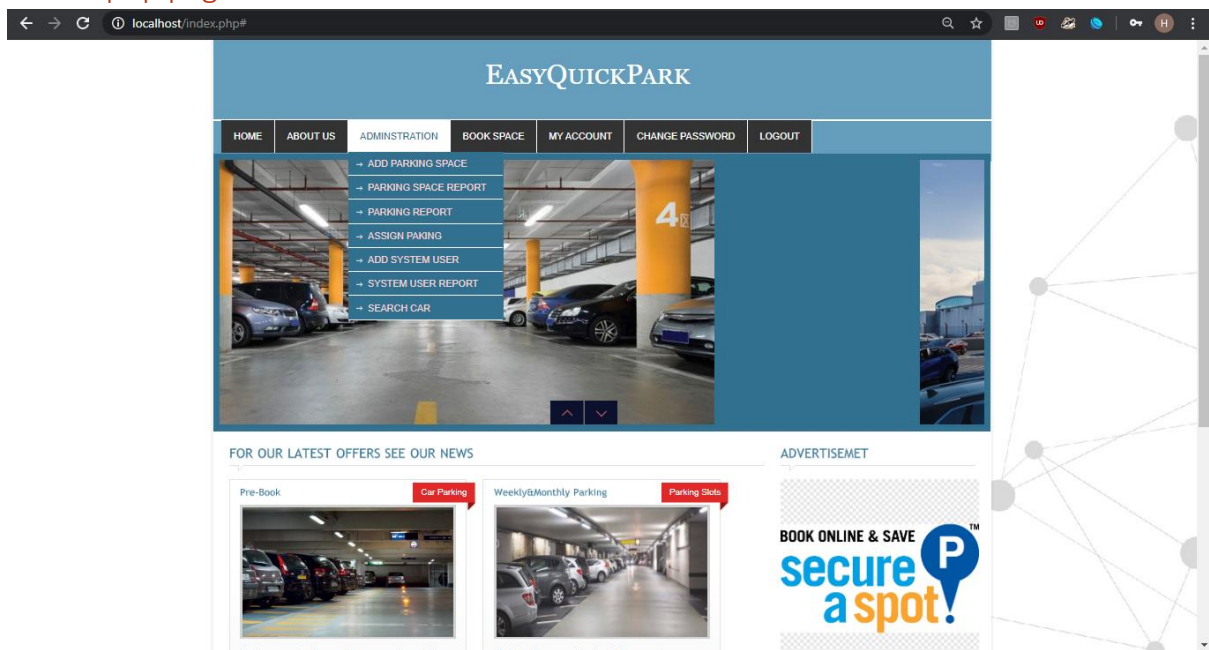 localhost/index.php#
H
EASYQUICKPARK
HOME ABOUT US ADMINSTRATION BOOK SPACE MY ACCOUNT CHANGE PASSWORD LOGOUT
→ ADD PARKING SPACE
→ PARKING SPACE REPORT
→ PARKING REPORT
→ ASSIGN PAKING
→ ADD SYSTEM USER
→ SYSTEM USER REPORT
→ SEARCH CAR
4
FOR OUR LATEST OFFERS SEE OUR NEWS
ADVERTISEMET
Pre-Book
Car Parking
Weekly&Monthly Parking
Parking Slots
BOOK ONLINE & SAVE
secure
a spot!
P
TM